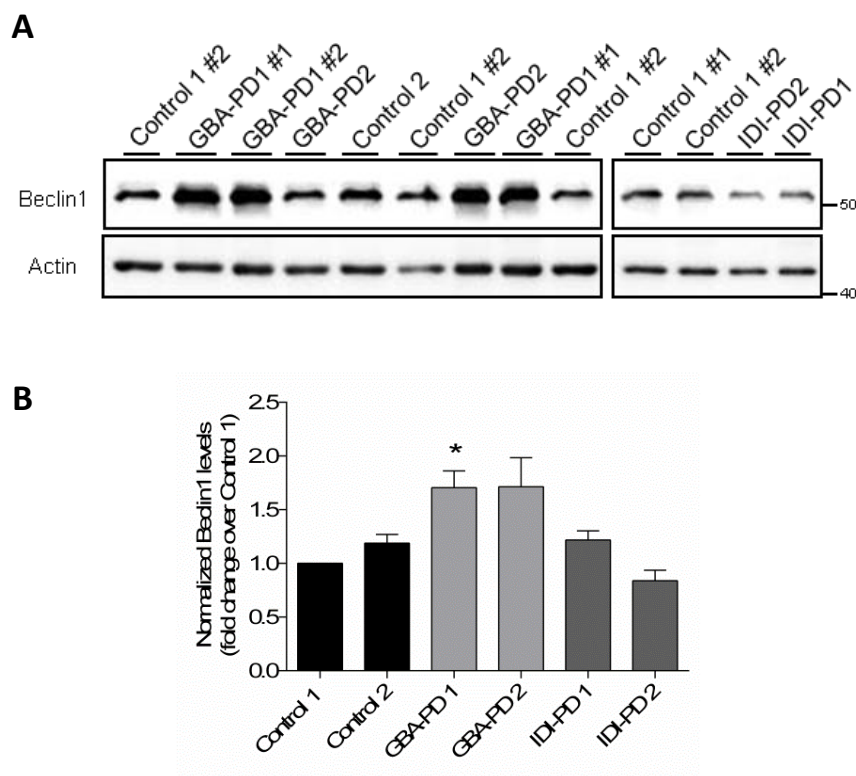 A
Control 1 #2
GBA-PD1 #1
GBA-PD1 #2
GBA-PD2
Control 2
Control 1 #2
GBA-PD2
GBA-PD1 #1
Control 1 #2
Control 1 #1
Control 1 #2
IDI-PD2
IDI-PD1
Beclin1
50
Actin
40
B
Normalized Beclin1 levels
(fold change over Control 1)
2.5
2.0
1.5
1.0
0.5
0.0
*
Control 1
Control 2
GBA-PD 1
GBA-PD 2
IDI-PD 1
IDI-PD 2